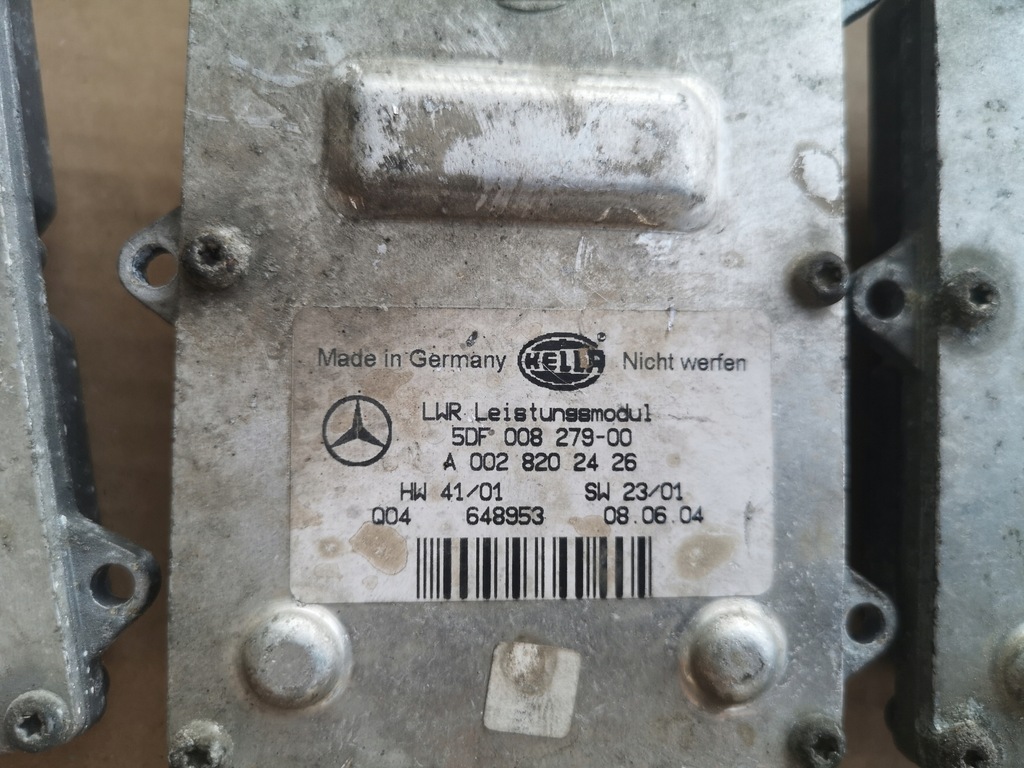 Made in Germany HELLA ® Nicht werfen
LWR Leistungsmodul
5DF 008 279-00
A 002 820 24 26
HW 41/01 SW 23/01
Q04 648953 08.06.04